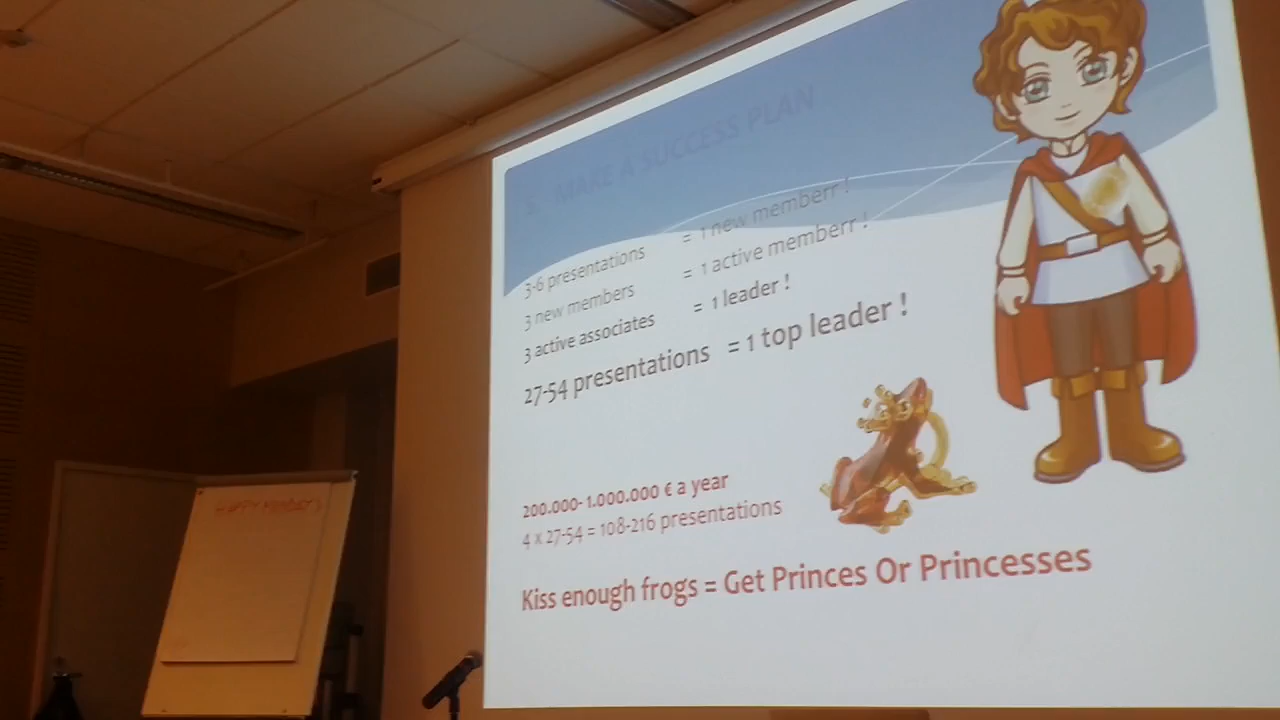 5. MAKE A SUCCESS PLAN
3-6 presentations = 1 new memberr !
3 new members = 1 active memberr !
3 active associates = 1 leader !
27-54 presentations = 1 top leader !
200.000-1.000.000 € a year
4 x 27-54 = 108-216 presentations
Kiss enough frogs = Get Princes Or Princesses
HAPPY MEMBERS